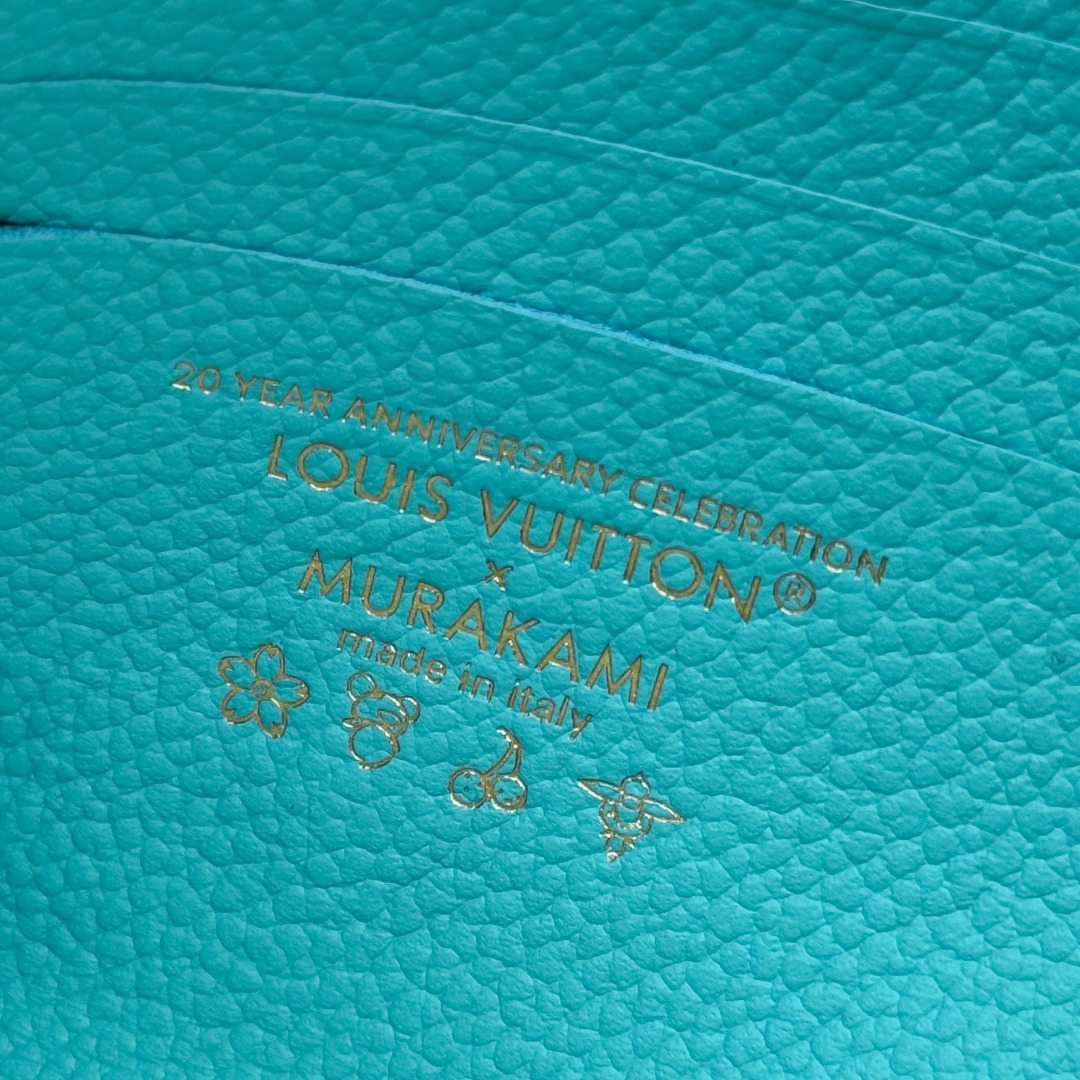 20 YEAR ANNIVERSARY CELEBRATION
LOUIS VUITTON®
x
MURAKAMI
made in italy